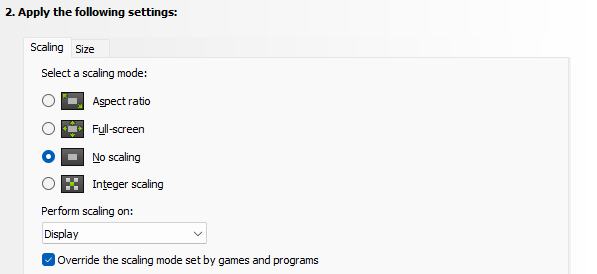 2. Apply the following settings:
Scaling Size
Select a scaling mode:
Aspect ratio
Full-screen
No scaling
Integer scaling
Perform scaling on:
Display
Override the scaling mode set by games and programs